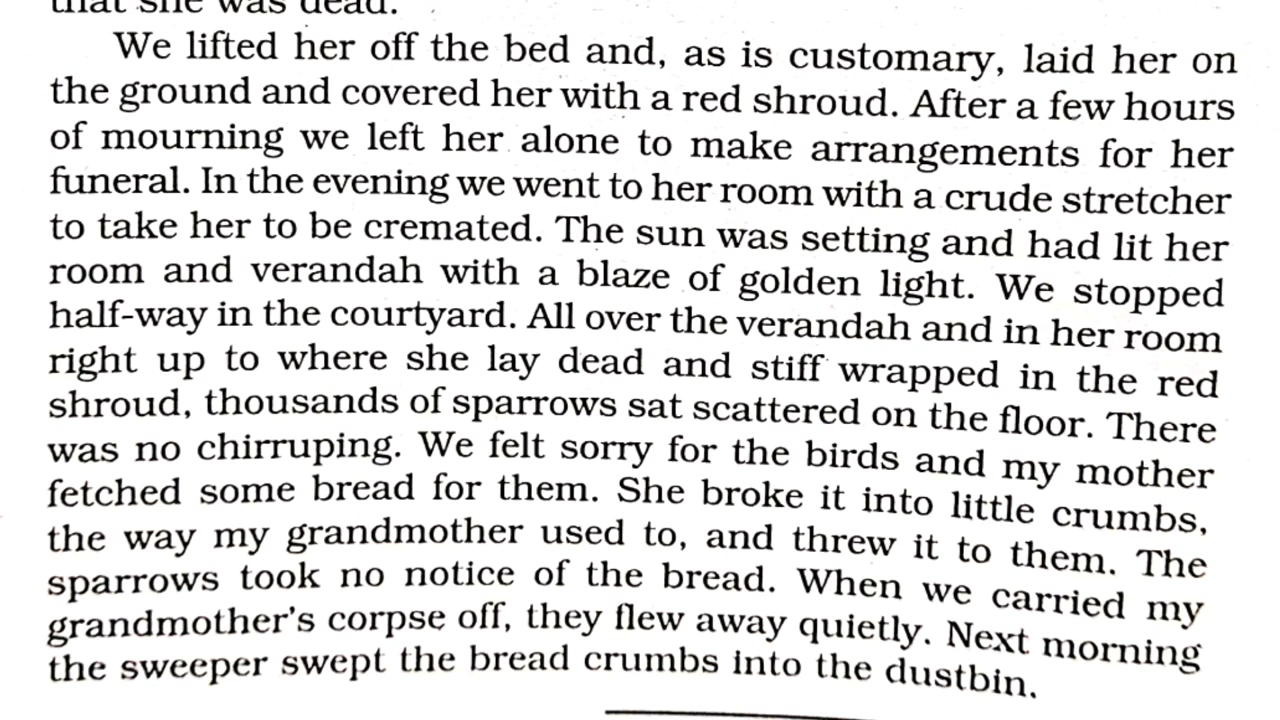 that she was dead.
We lifted her off the bed and, as is customary, laid her on
the ground and covered her with a red shroud. After a few hours
of mourning we left her alone to make arrangements for her
funeral. In the evening we went to her room with a crude stretcher
to take her to be cremated. The sun was setting and had lit her
room and verandah with a blaze of golden light. We stopped
half-way in the courtyard. All over the verandah and in her room
right up to where she lay dead and stiff wrapped in the red
shroud, thousands of sparrows sat scattered on the floor. There
was no chirruping. We felt sorry for the birds and my mother
fetched some bread for them. She broke it into little crumbs,
the way my grandmother used to, and threw it to them. The
sparrows took no notice of the bread. When we carried my
grandmother's corpse off, they flew away quietly. Next morning
the sweeper swept the bread crumbs into the dustbin.